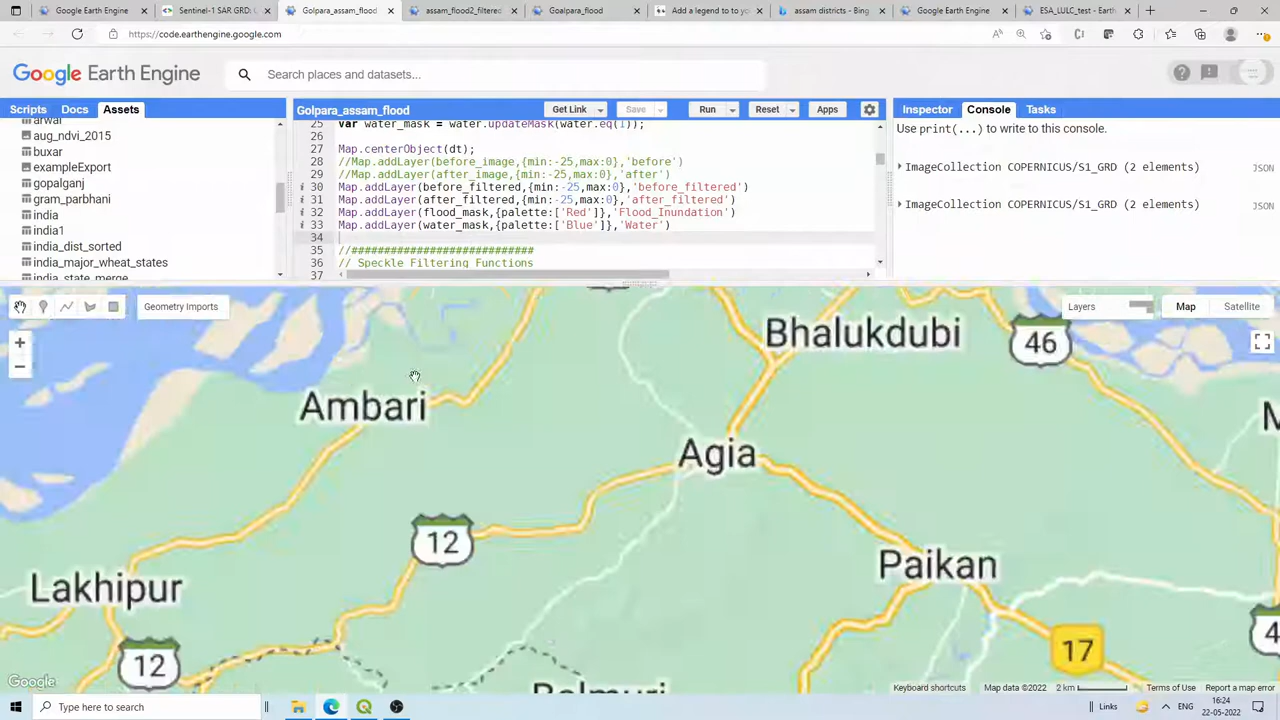 Google Earth Engine
Sentinel-1 SAR GRD: C
Golpara_assam_flood
assam_flood2_filtered
Goalpara_flood
Add a legend to to yo
assam districts - Bing
Google Earth Engine
ESA_LULC_test - Earth
https://code.earthengine.google.com
Google Earth Engine
Search places and datasets...
Scripts
Docs
Assets
arwal
aug_ndvi_2015
buxar
exampleExport
gopalganj
gram_parbhani
india
india1
india_dist_sorted
india_major_wheat_states
india_state_merge
Golpara_assam_flood
Get Link
Save
Run
Reset
Apps
25 var water_mask = water.updateMask(water.eq(1));
26
27 Map.centerObject(dt);
28 //Map.addLayer(before_image,{min:-25,max:0},'before')
29 //Map.addLayer(after_image,{min:-25,max:0},'after')
30 Map.addLayer(before_filtered,{min:-25,max:0},'before_filtered')
31 Map.addLayer(after_filtered,{min:-25,max:0},'after_filtered')
32 Map.addLayer(flood_mask,{palette:['Red']},'Flood_Inundation')
33 Map.addLayer(water_mask,{palette:['Blue']},'Water')
34
35 //############################
36 // Speckle Filtering Functions
37
Inspector
Console
Tasks
Use print(...) to write to this console.
ImageCollection COPERNICUS/S1_GRD (2 elements)
JSON
ImageCollection COPERNICUS/S1_GRD (2 elements)
JSON
Geometry Imports
Layers
Map
Satellite
Bhalukdubi
46
Ambari
Agia
12
Paikan
Lakhipur
12
17
Google
Keyboard shortcuts
Map data ©2022
2 km
Terms of Use
Report a map error
Type here to search
Links
ENG
16:24
22-05-2022